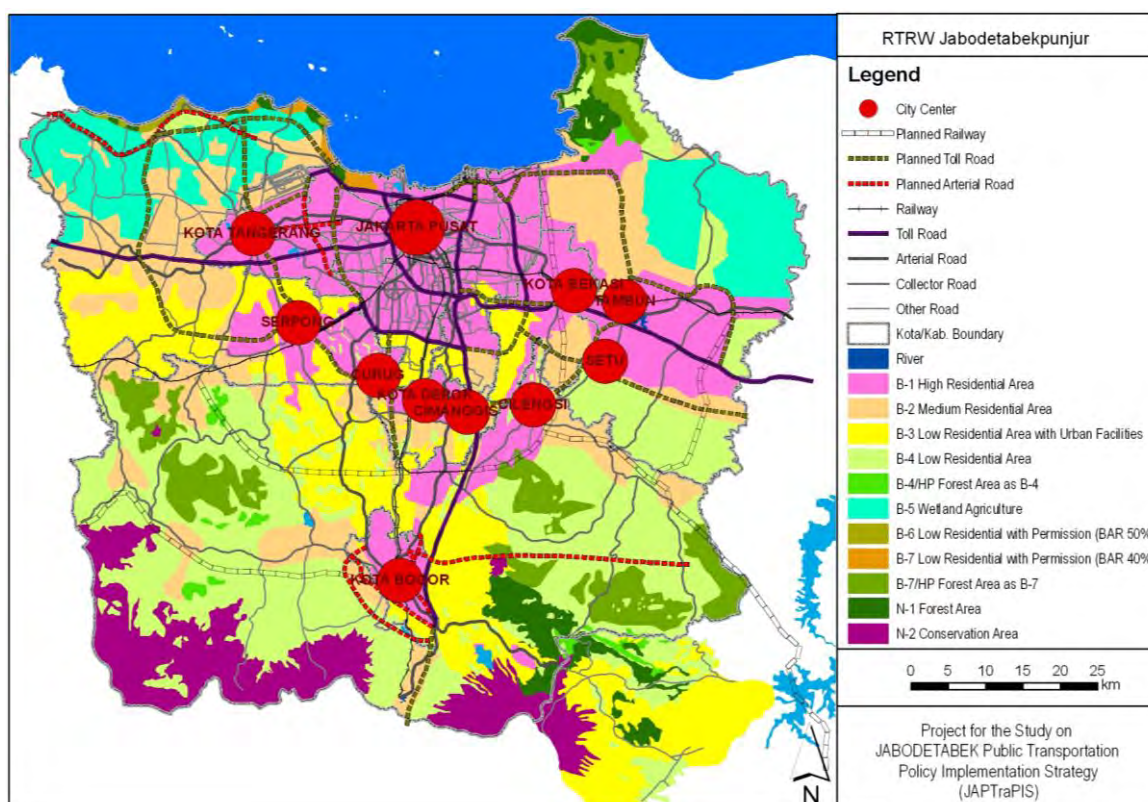 RTRW Jabodetabekpunjur
Legend
City Center
Planned Railway
Planned Toll Road
Planned Arterial Road
Railway
Toll Road
Arterial Road
Collector Road
Other Road
Kota/Kab. Boundary
River
B-1 High Residential Area
B-2 Medium Residential Area
B-3 Low Residential Area with Urban Facilities
B-4 Low Residential Area
B-4/HP Forest Area as B-4
B-5 Wetland Agriculture
B-6 Low Residential with Permission (BAR 50%
B-7 Low Residential with Permission (BAR 40%
B-7/HP Forest Area as B-7
N-1 Forest Area
N-2 Conservation Area
0 5 10 15 20 25
km
Project for the Study on
JABODETABEK Public Transportation
Policy Implementation Strategy
(JAPTraPIS)
N
KOTA TANGERANG
JAKARTA PUSAT
KOTA BEKASI
TAMBUN
SERPONG
SETU
CURUG
KOTA DEPOK
CIMANGGIS
CILENGSI
KOTA BOGOR